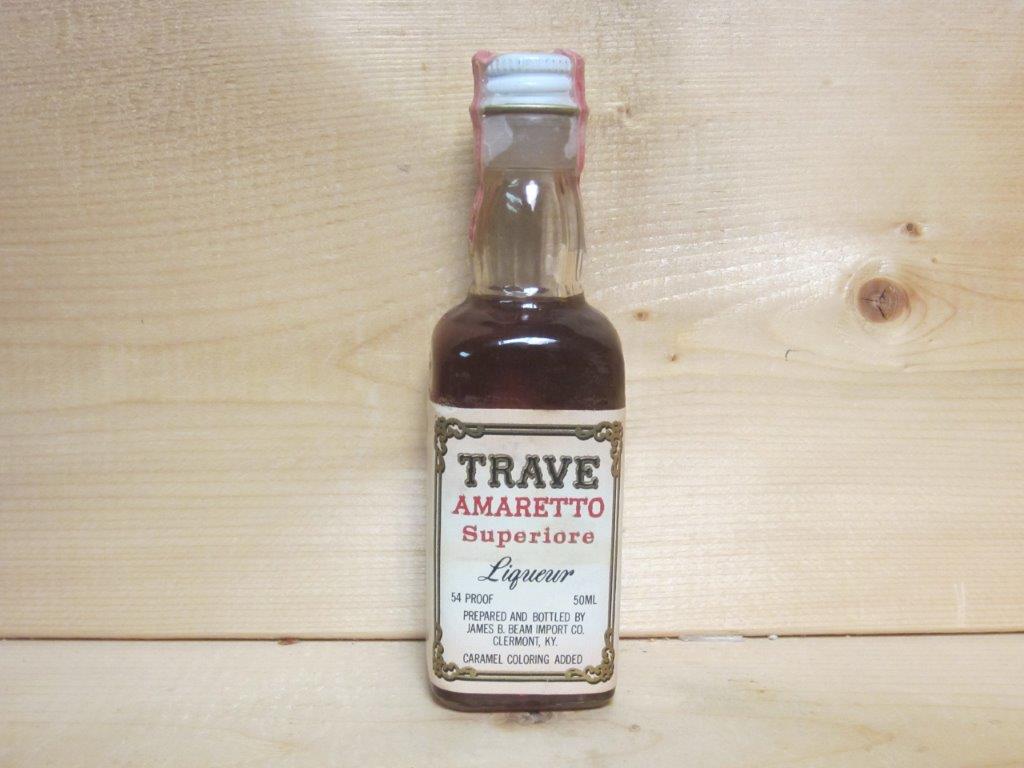 TRAVE
AMARETTO
Superiore
Liqueur
54 PROOF 50ML
PREPARED AND BOTTLED BY
JAMES B. BEAM IMPORT CO.
CLERMONT, KY.
CARAMEL COLORING ADDED